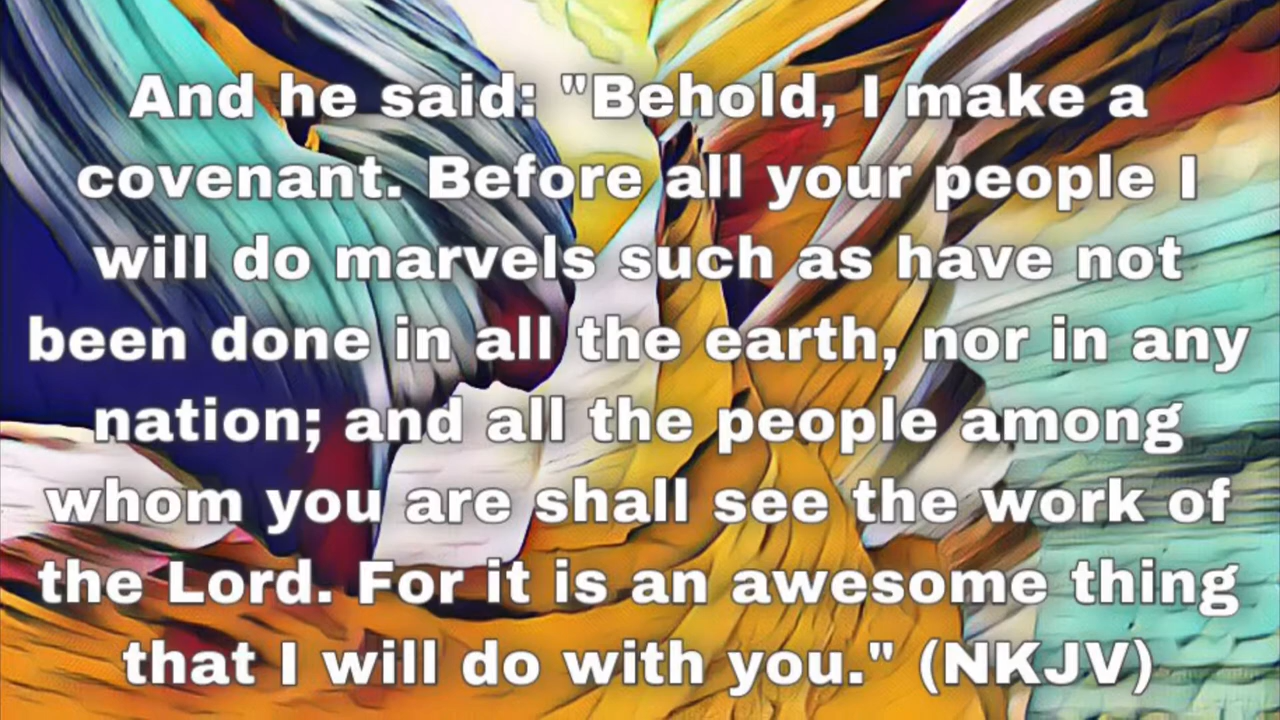 And he said: "Behold, I make a
covenant. Before all your people I
will do marvels such as have not
been done in all the earth, nor in any
nation; and all the people among
whom you are shall see the work of
the Lord. For it is an awesome thing
that I will do with you." (NKJV)